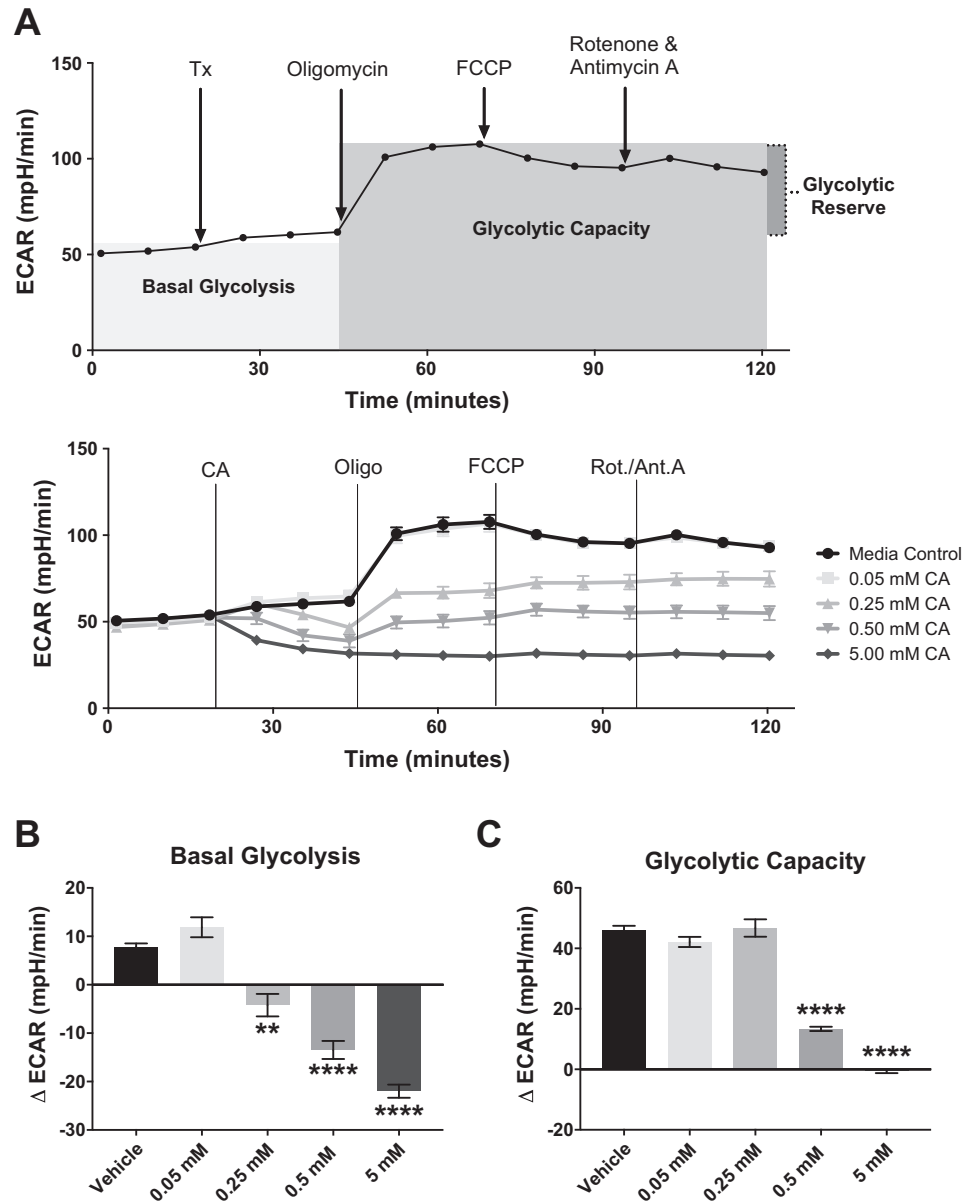 A
150
100
50
0
ECAR (mpH/min)
Tx
Oligomycin
FCCP
Rotenone &
Antimycin A
Basal Glycolysis
Glycolytic Capacity
Glycolytic
Reserve
0 30 60 90 120
Time (minutes)
150
100
50
0
ECAR (mpH/min)
CA
Oligo
FCCP
Rot./Ant.A
Media Control
0.05 mM CA
0.25 mM CA
0.50 mM CA
5.00 mM CA
0 30 60 90 120
Time (minutes)
B
Basal Glycolysis
20
10
0
-10
-20
-30
Δ ECAR (mpH/min)
**
****
****
Vehicle
0.05 mM
0.25 mM
0.5 mM
5 mM
C
Glycolytic Capacity
60
40
20
0
-20
Δ ECAR (mpH/min)
****
****
Vehicle
0.05 mM
0.25 mM
0.5 mM
5 mM